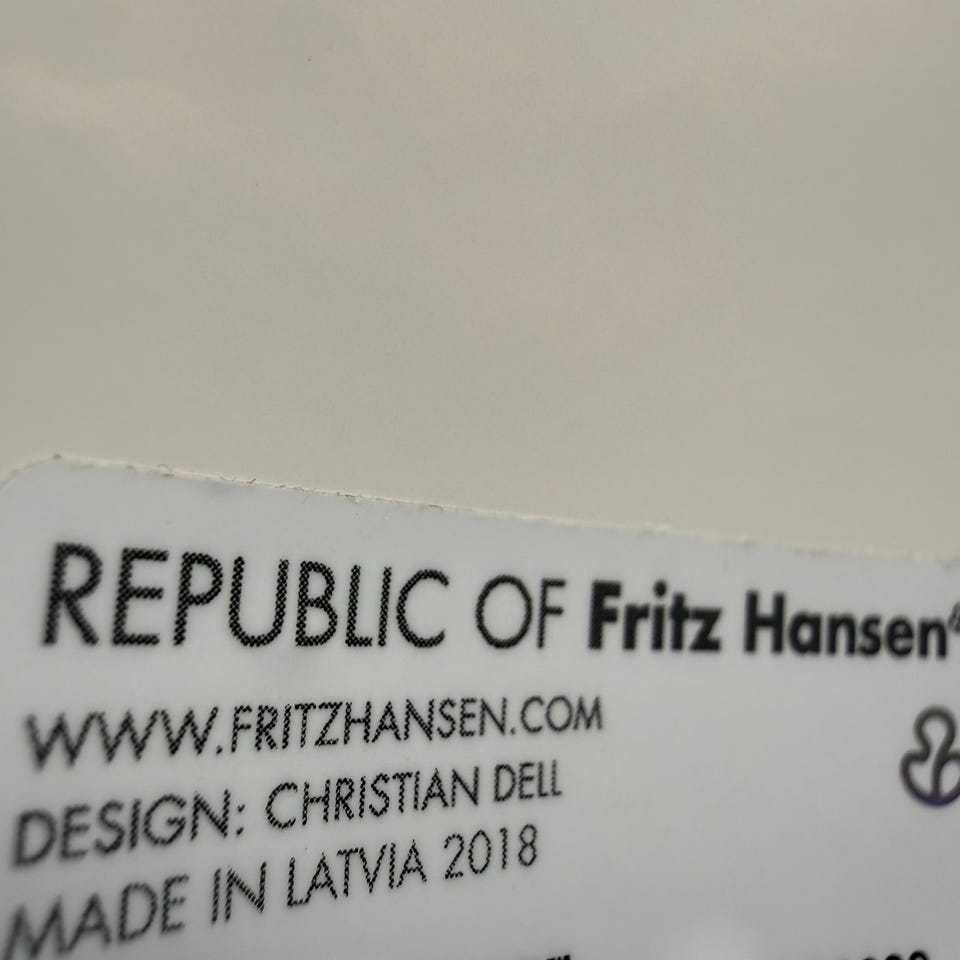 REPUBLIC OF Fritz Hansen®
WWW.FRITZHANSEN.COM
DESIGN: CHRISTIAN DELL
MADE IN LATVIA 2018